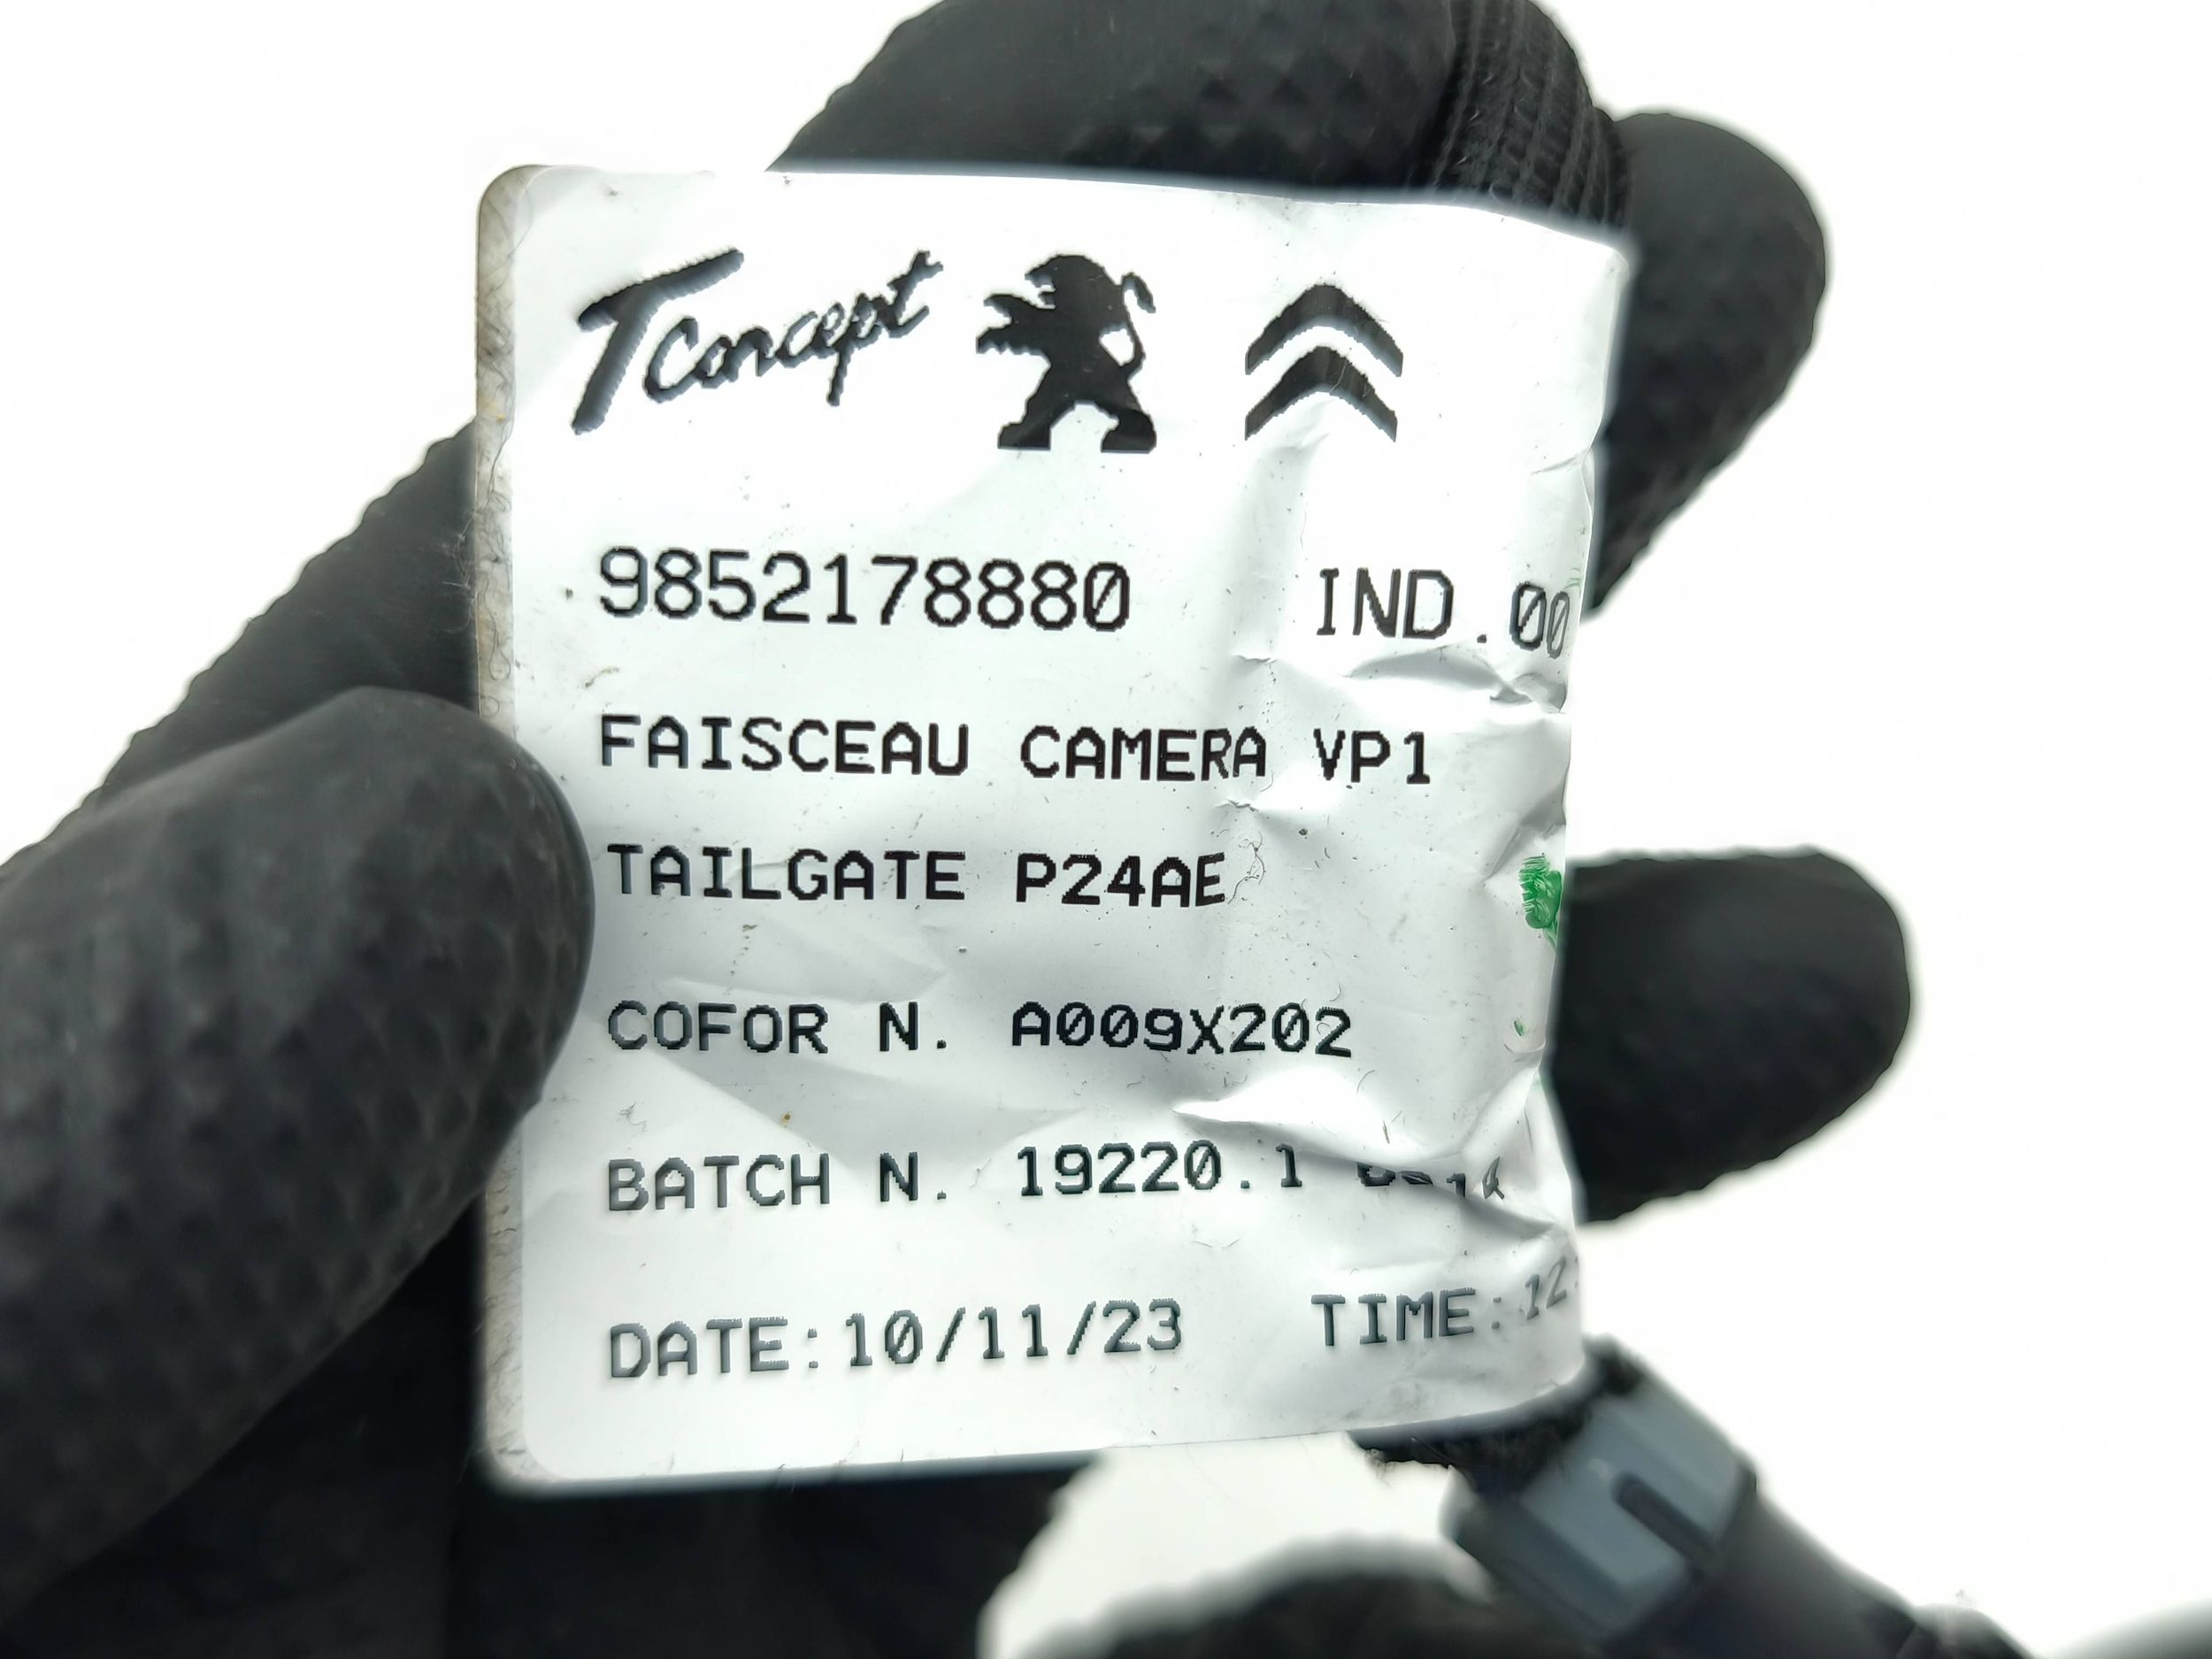 Tconcept
9852178880 IND.00
FAISCEAU CAMERA VP1
TAILGATE P24AE
COFOR N. A009X202
BATCH N. 19220.1
DATE:10/11/23 TIME:12